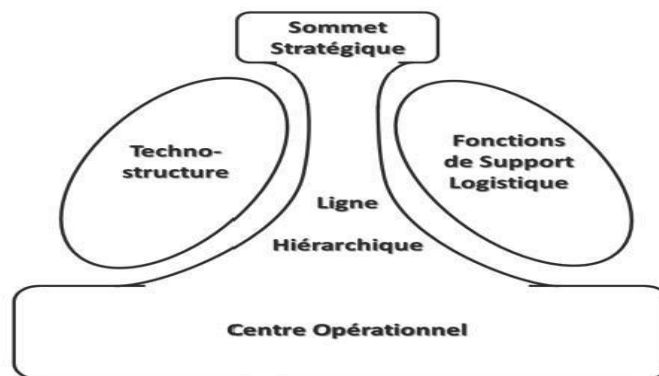 Sommet
Stratégique
Techno-
structure
Fonctions
de Support
Logistique
Ligne
Hiérarchique
Centre Opérationnel